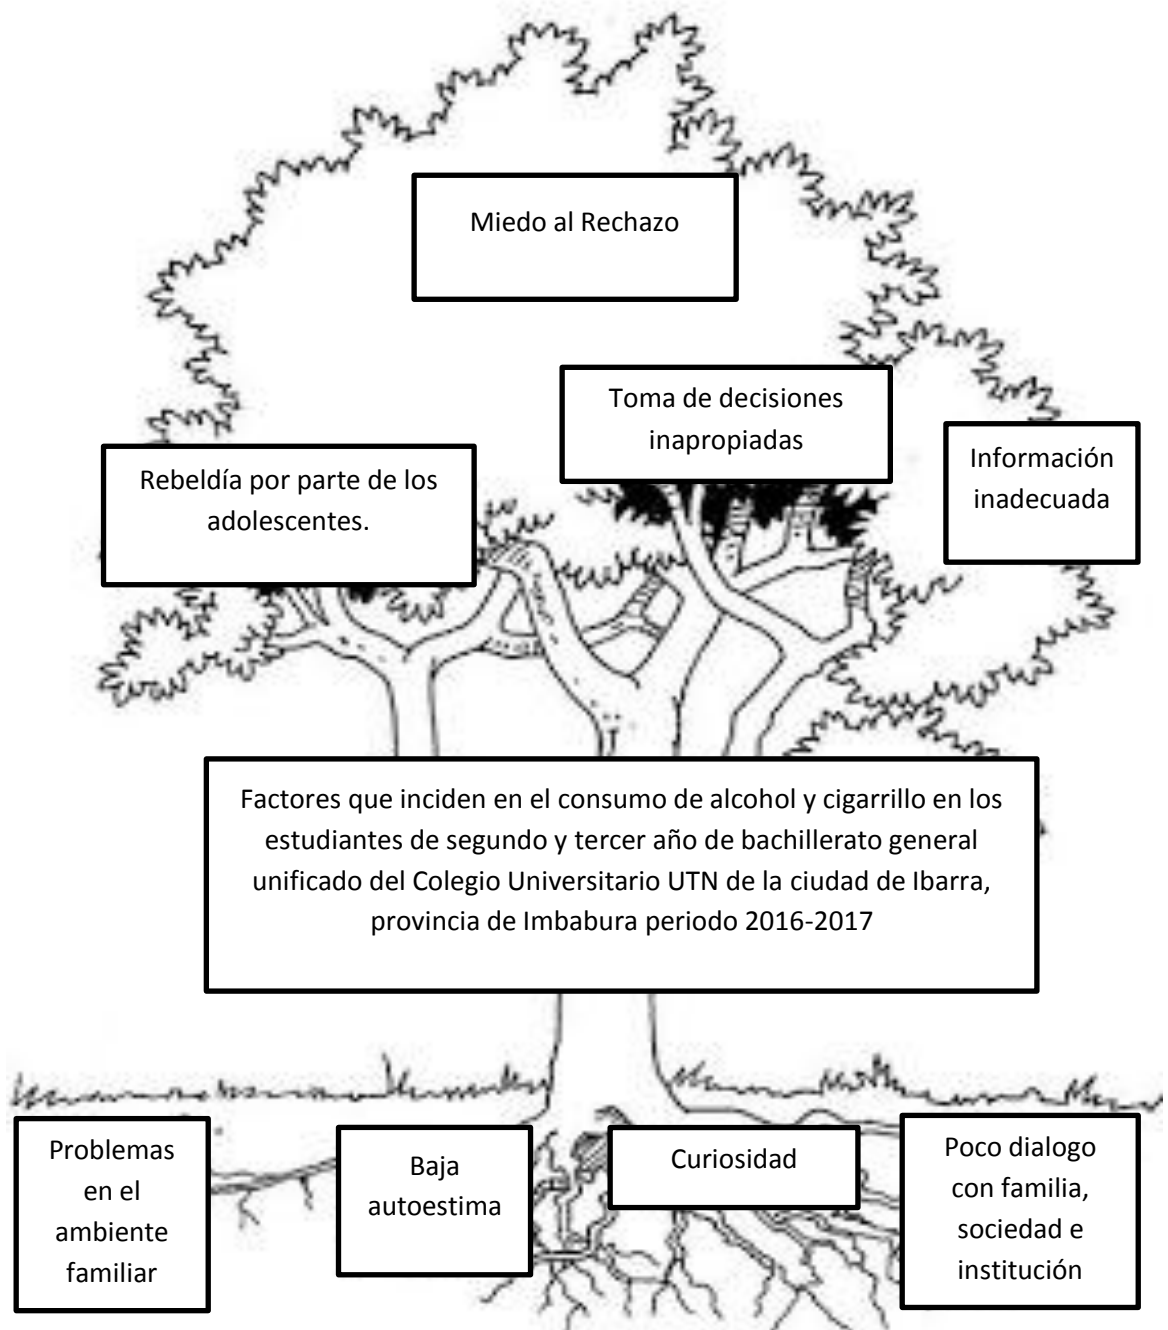 Miedo al Rechazo
Toma de decisiones
inapropiadas
Rebeldía por parte de los
adolescentes.
Información
inadecuada
Factores que inciden en el consumo de alcohol y cigarrillo en los
estudiantes de segundo y tercer año de bachillerato general
unificado del Colegio Universitario UTN de la ciudad de Ibarra,
provincia de Imbabura periodo 2016-2017
Problemas
en el
ambiente
familiar
Baja
autoestima
Curiosidad
Poco dialogo
con familia,
sociedad e
institución